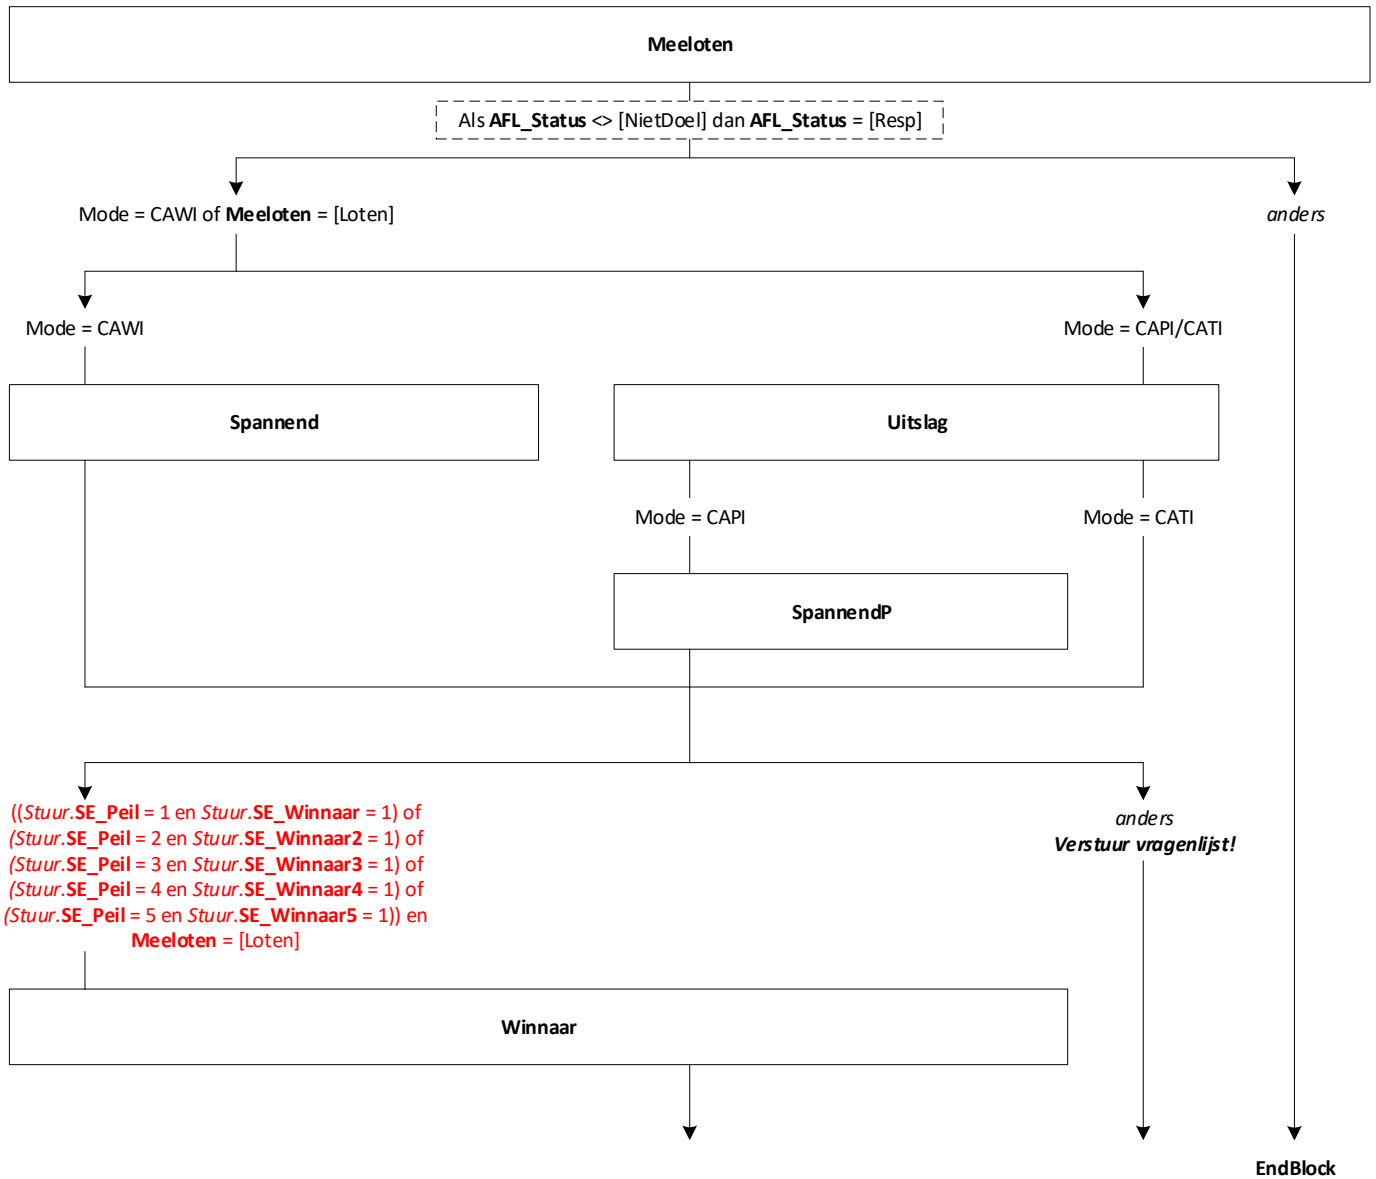 Meeloten
Als AFL_Status <> [NietDoel] dan AFL_Status = [Resp]
Mode = CAWI of Meeloten = [Loten]
anders
Mode = CAWI
Mode = CAPI/CATI
Spannend
Uitslag
Mode = CAPI
Mode = CATI
SpannendP
((Stuur.SE_Peil = 1 en Stuur.SE_Winnaar = 1) of
(Stuur.SE_Peil = 2 en Stuur.SE_Winnaar2 = 1) of
(Stuur.SE_Peil = 3 en Stuur.SE_Winnaar3 = 1) of
(Stuur.SE_Peil = 4 en Stuur.SE_Winnaar4 = 1) of
(Stuur.SE_Peil = 5 en Stuur.SE_Winnaar5 = 1)) en
Meeloten = [Loten]
anders
Verstuur vragenlijst!
Winnaar
EndBlock